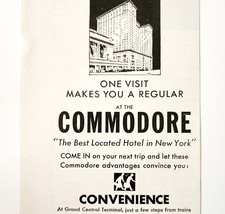 ONE VISIT
MAKES YOU A REGULAR
AT THE
COMMODORE
"The Best Located Hotel in New York"
COME IN on your next trip and let these
Commodore advantages convince you:
CONVENIENCE
At Grand Central Terminal, just a few steps from trains